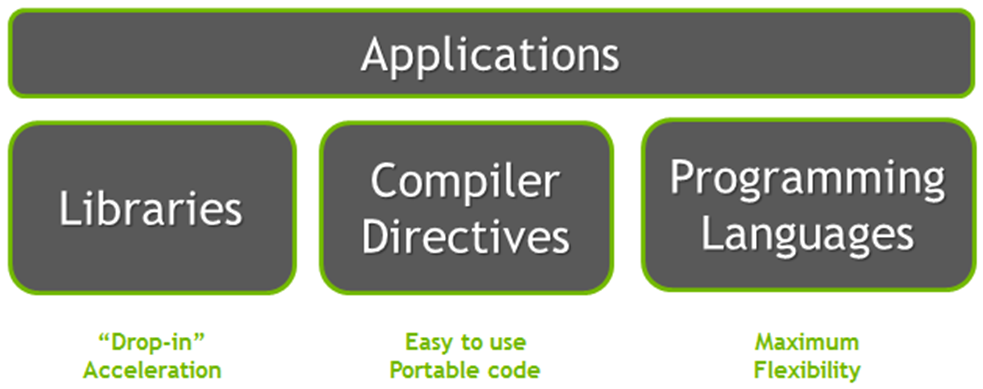 Applications
Libraries
Compiler
Directives
Programming
Languages
“Drop-in”
Acceleration
Easy to use
Portable code
Maximum
Flexibility